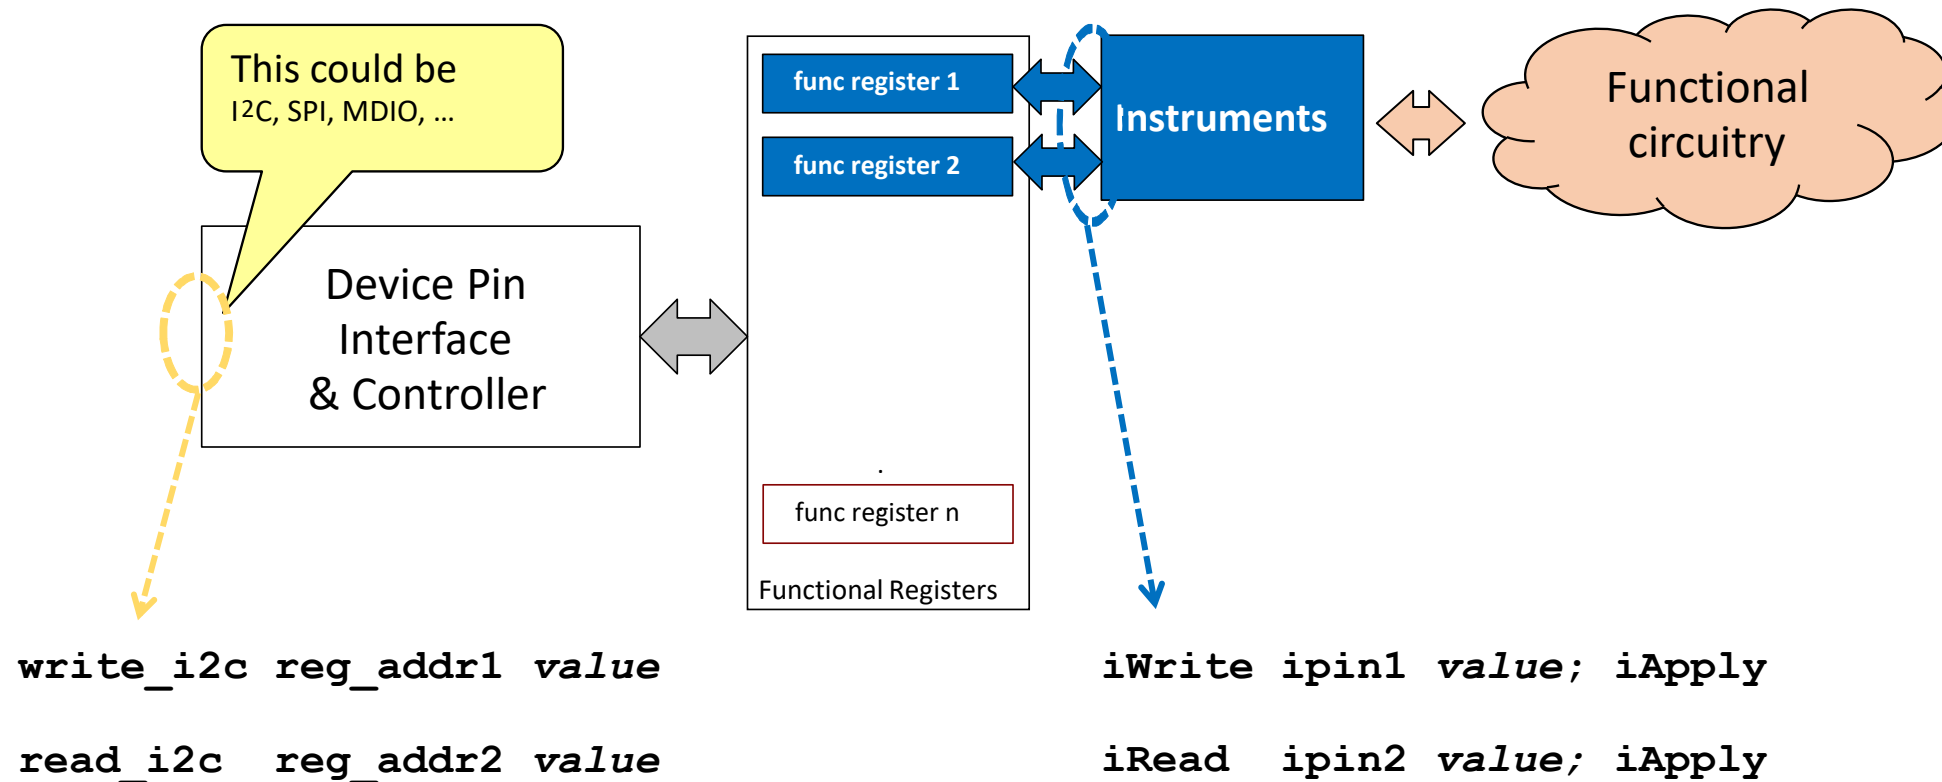 This could be
I2C, SPI, MDIO, …
func register 1
func register 2
Instruments
Functional
circuitry
Device Pin
Interface
& Controller
.
func register n
Functional Registers
write_i2c reg_addr1 value
iWrite ipin1 value; iApply
read_i2c reg_addr2 value
iRead ipin2 value; iApply